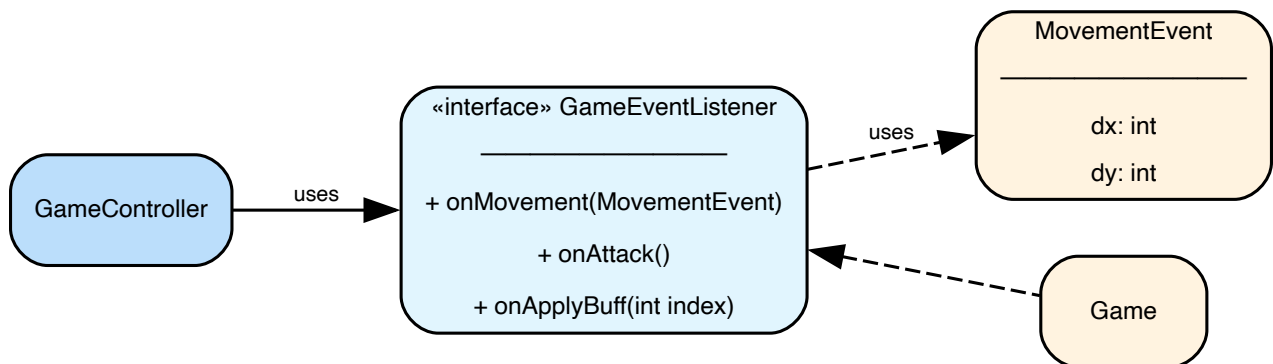 GameController
uses
«interface» GameEventListener
+ onMovement(MovementEvent)
+ onAttack()
+ onApplyBuff(int index)
uses
MovementEvent
dx: int
dy: int
Game